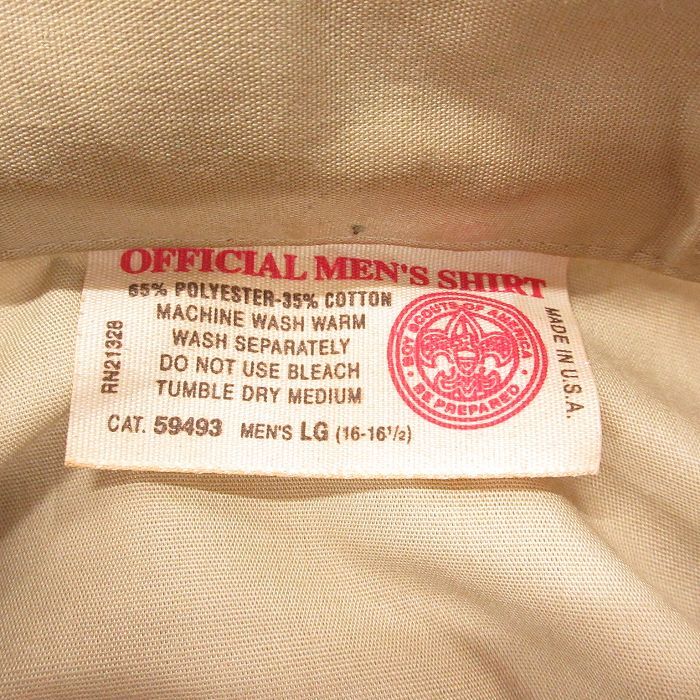 OFFICIAL MEN'S SHIRT
65% POLYESTER-35% COTTON
MACHINE WASH WARM
WASH SEPARATELY
DO NOT USE BLEACH
TUMBLE DRY MEDIUM
CAT. 59493 MEN'S LG (16-16½)
RN21328
BOY SCOUTS OF AMERICA
BE PREPARED
MADE IN U.S.A.